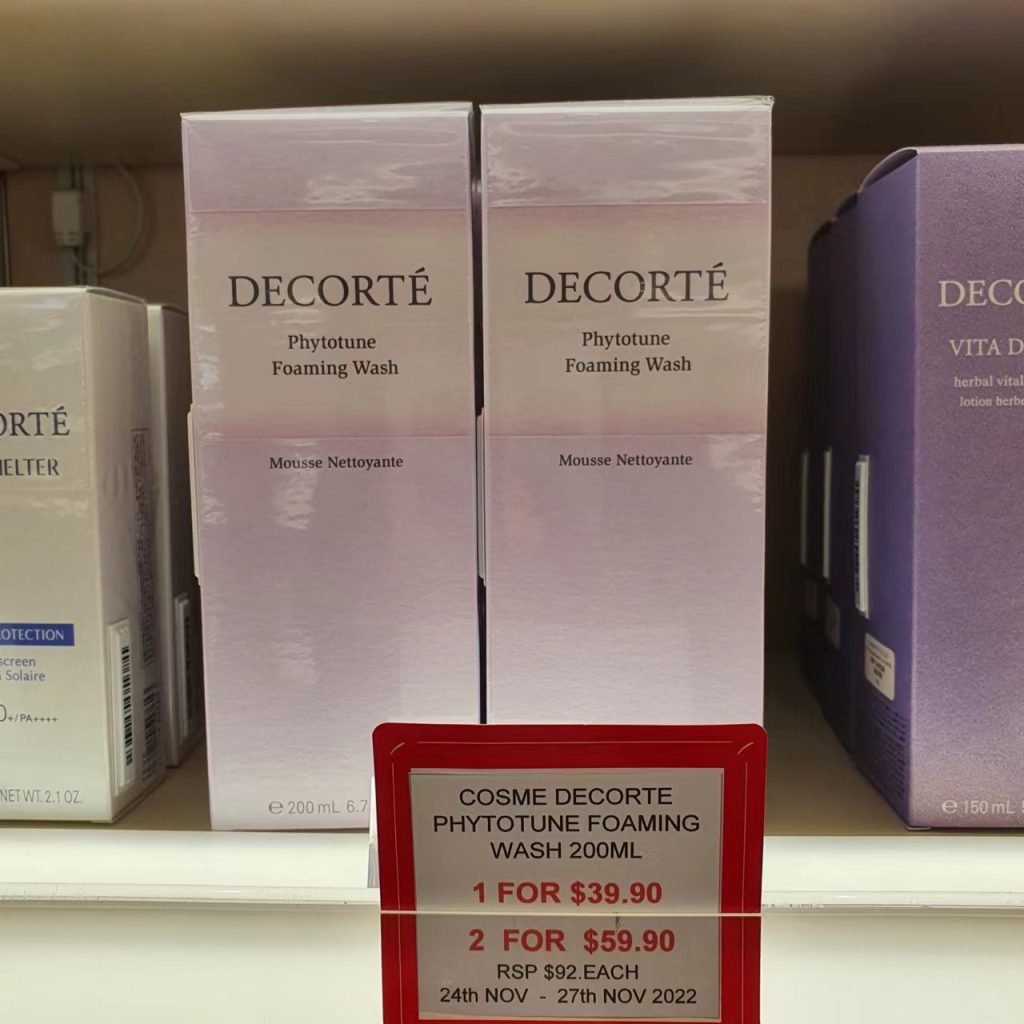 DECORTÉ
Phytotune
Foaming Wash
Mousse Nettoyante
℮ 200 mL 6.7
DECORTÉ
Phytotune
Foaming Wash
Mousse Nettoyante
ORTÉ
ELTER
OTECTION
screen
Solaire
+/PA++++
NET WT. 2.1 OZ.
DECO
VITA D
herbal vital
lotion herbe
℮ 150 mL
COSME DECORTE
PHYTOTUNE FOAMING
WASH 200ML
1 FOR $39.90
2 FOR $59.90
RSP $92.EACH
24th NOV - 27th NOV 2022